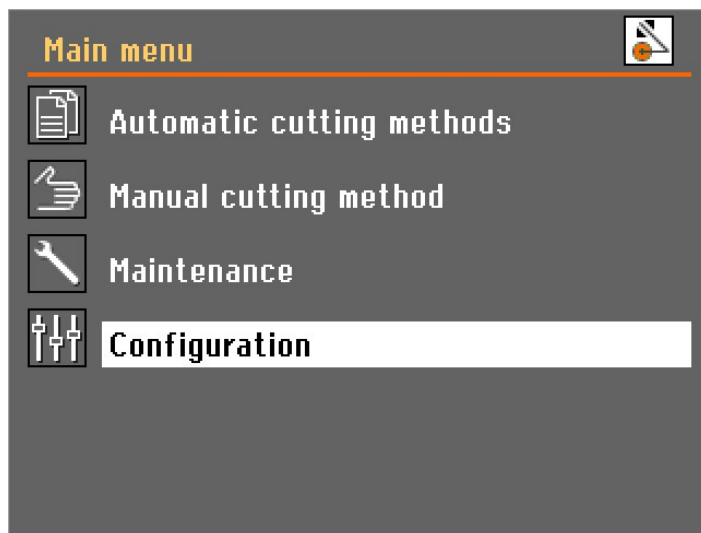 Main menu
Automatic cutting methods
Manual cutting method
Maintenance
Configuration